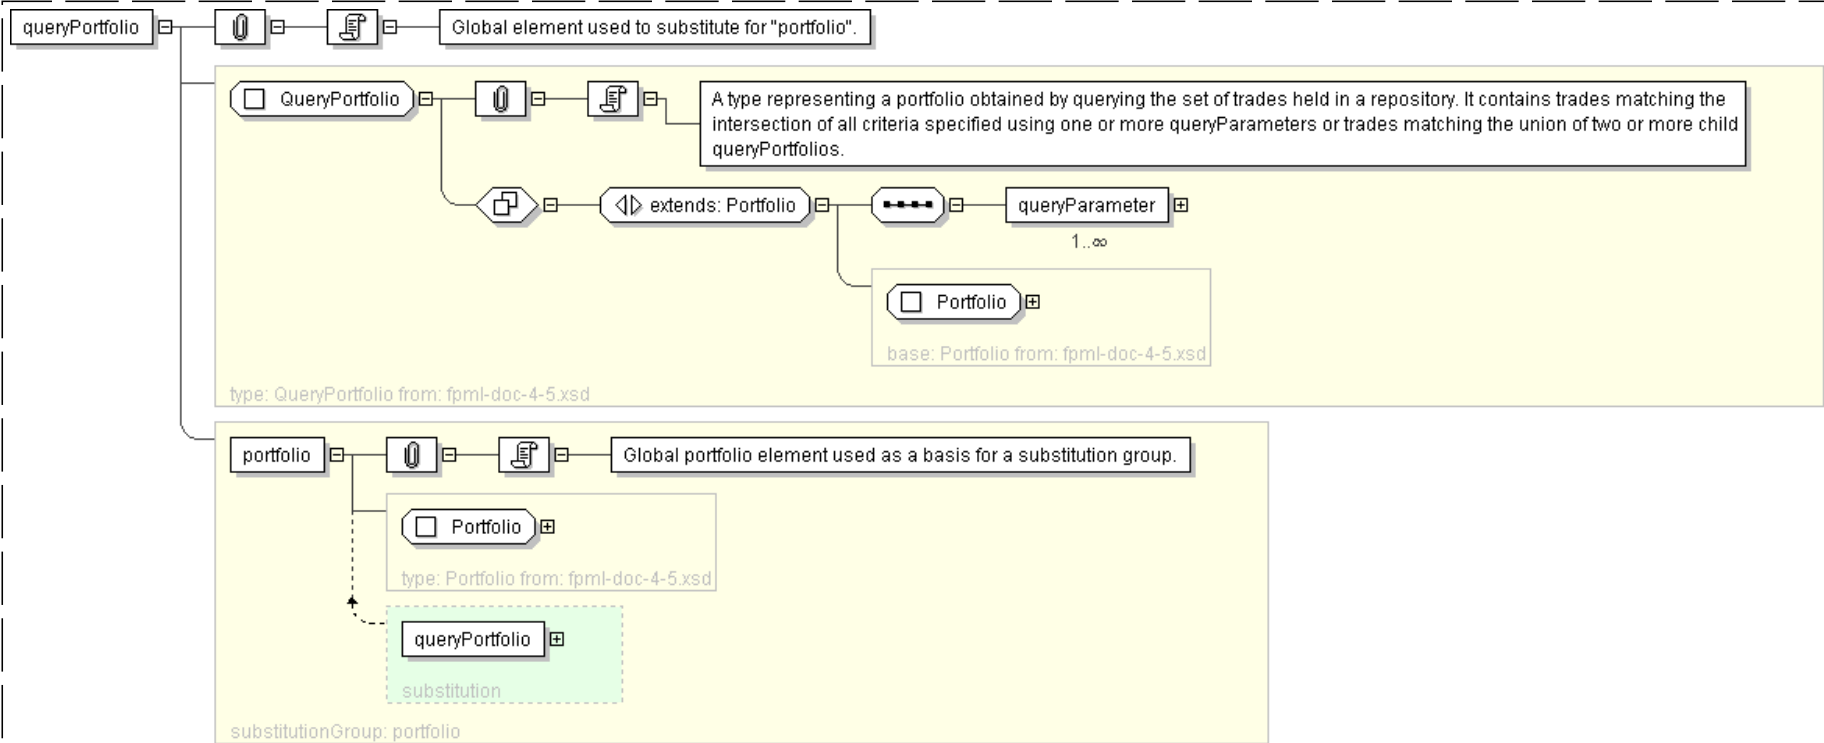 queryPortfolio
Global element used to substitute for "portfolio".
QueryPortfolio
A type representing a portfolio obtained by querying the set of trades held in a repository. It contains trades matching the
intersection of all criteria specified using one or more queryParameters or trades matching the union of two or more child
queryPortfolios.
extends: Portfolio
queryParameter
1..∞
Portfolio
base: Portfolio from: fpml-doc-4-5.xsd
type: QueryPortfolio from: fpml-doc-4-5.xsd
portfolio
Global portfolio element used as a basis for a substitution group.
Portfolio
type: Portfolio from: fpml-doc-4-5.xsd
queryPortfolio
substitution
substitutionGroup: portfolio